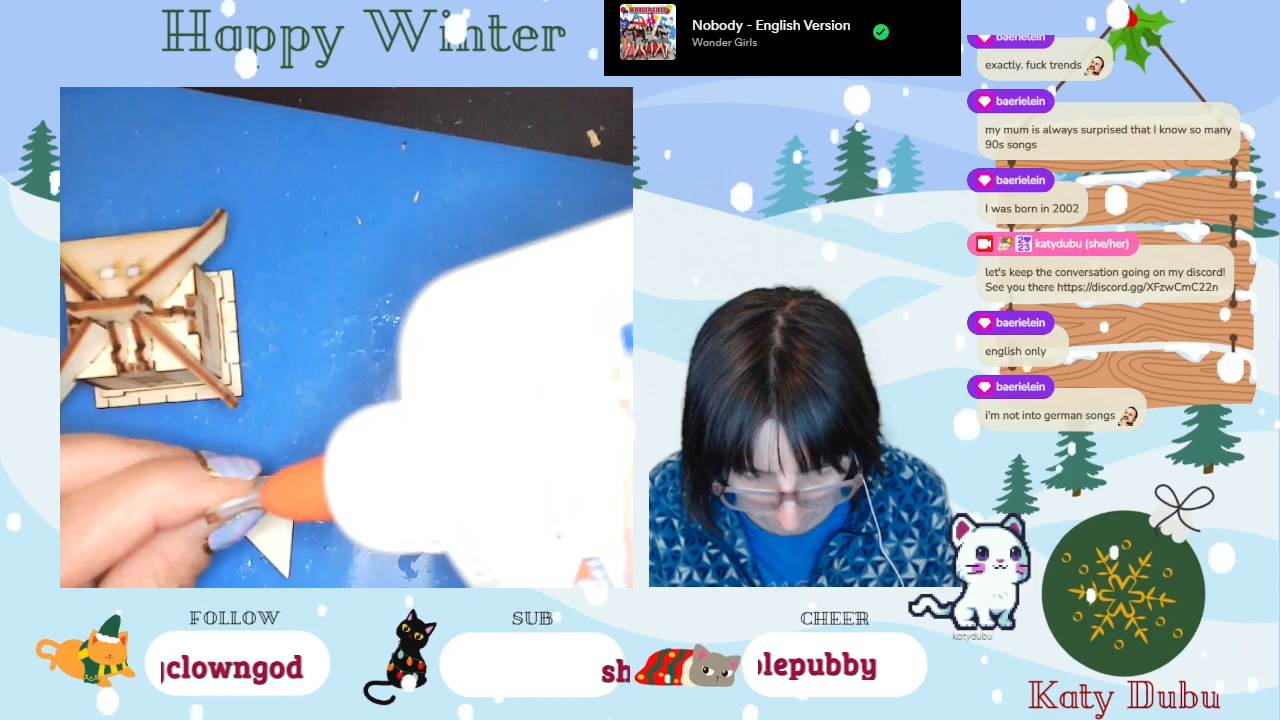 Happy Winter
Nobody - English Version
Wonder Girls
baerielein
exactly. fuck trends
baerielein
my mum is always surprised that I know so many
90s songs
baerielein
I was born in 2002
katydubu (she/her)
let's keep the conversation going on my discord!
See you there https://discord.gg/XFzwCmC22n
baerielein
english only
baerielein
i'm not into german songs
katydubu
FOLLOW
SUB
CHEER
clowngod
sh
lepubby
Katy Dubu